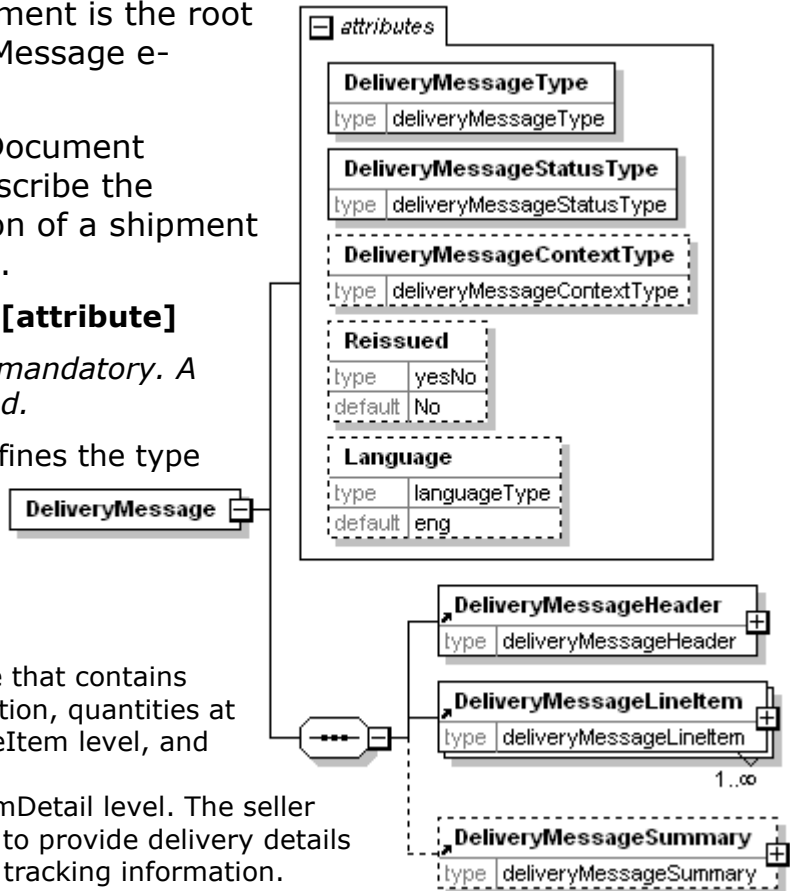 ment is the root
Message e-
Document
scribe the
on of a shipment
.
[attribute]
mandatory. A
d.
fines the type
e that contains
tion, quantities at
eItem level, and
mDetail level. The seller
to provide delivery details
tracking information.
DeliveryMessage
attributes
DeliveryMessageType
type deliveryMessageType
DeliveryMessageStatusType
type deliveryMessageStatusType
DeliveryMessageContextType
type deliveryMessageContextType
Reissued
type yesNo
default No
Language
type languageType
default eng
DeliveryMessageHeader
type deliveryMessageHeader
DeliveryMessageLineItem
type deliveryMessageLineItem
1..∞
DeliveryMessageSummary
type deliveryMessageSummary